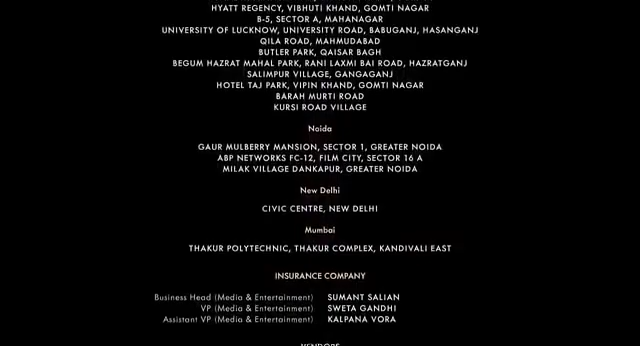 HYATT REGENCY, VIBHUTI KHAND, GOMTI NAGAR
B-5, SECTOR A, MAHANAGAR
UNIVERSITY OF LUCKNOW, UNIVERSITY ROAD, BABUGANJ, HASANGANJ
QILA ROAD, MAHMUDABAD
BUTLER PARK, QAISAR BAGH
BEGUM HAZRAT MAHAL PARK, RANI LAXMI BAI ROAD, HAZRATGANJ
SALIMPUR VILLAGE, GANGAGANJ
HOTEL TAJ PARK, VIPIN KHAND, GOMTI NAGAR
BARAH MURTI ROAD
KURSI ROAD VILLAGE
Noida
GAUR MULBERRY MANSION, SECTOR 1, GREATER NOIDA
ABP NETWORKS FC-12, FILM CITY, SECTOR 16 A
MILAK VILLAGE DANKAPUR, GREATER NOIDA
New Delhi
CIVIC CENTRE, NEW DELHI
Mumbai
THAKUR POLYTECHNIC, THAKUR COMPLEX, KANDIVALI EAST
INSURANCE COMPANY
Business Head (Media & Entertainment) SUMANT SALIAN
VP (Media & Entertainment) SWETA GANDHI
Assistant VP (Media & Entertainment) KALPANA VORA